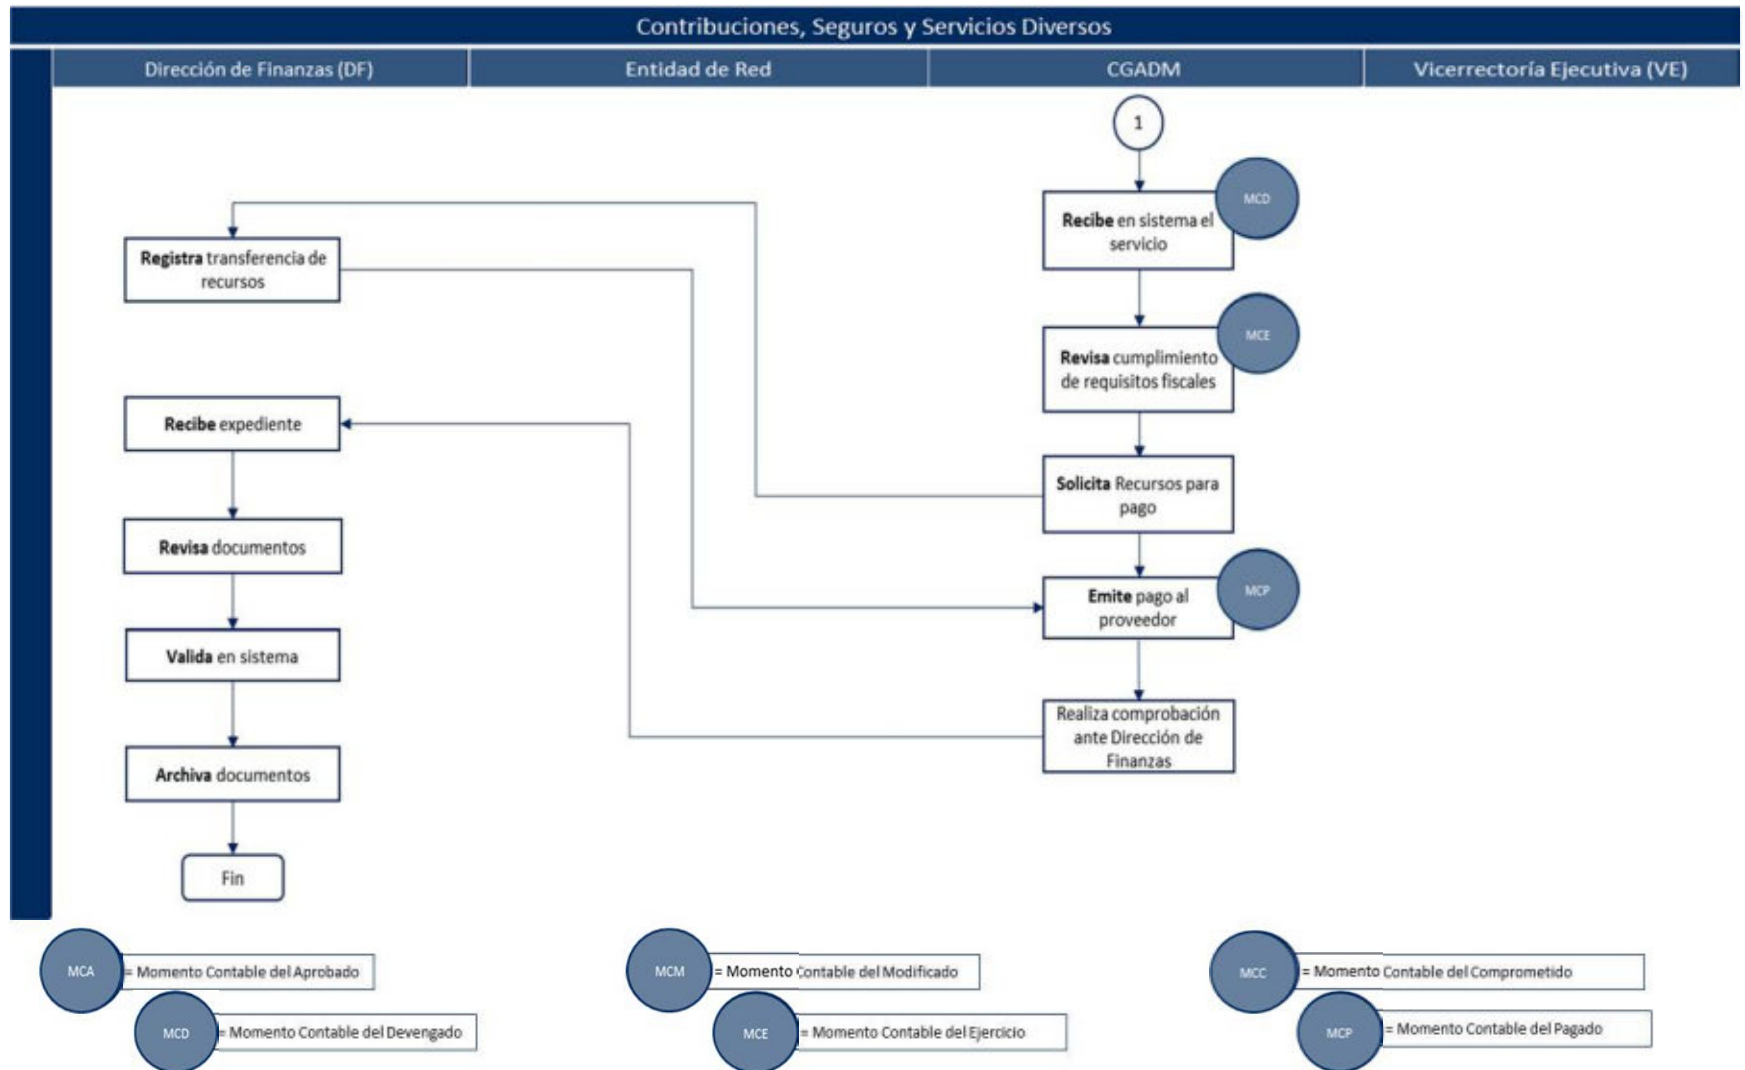 Contribuciones, Seguros y Servicios Diversos
Dirección de Finanzas (DF)
Entidad de Red
CGADM
Vicerrectoría Ejecutiva (VE)
1
MCD
Recibe en sistema el
servicio
Registra transferencia de
recursos
MCE
Revisa cumplimiento
de requisitos fiscales
Recibe expediente
Solicita Recursos para
pago
Revisa documentos
MCP
Emite pago al
proveedor
Valida en sistema
Realiza comprobación
ante Dirección de
Finanzas
Archiva documentos
Fin
MCA
= Momento Contable del Aprobado
MCM
= Momento Contable del Modificado
MCC
= Momento Contable del Comprometido
MCD
= Momento Contable del Devengado
MCE
= Momento Contable del Ejercicio
MCP
= Momento Contable del Pagado